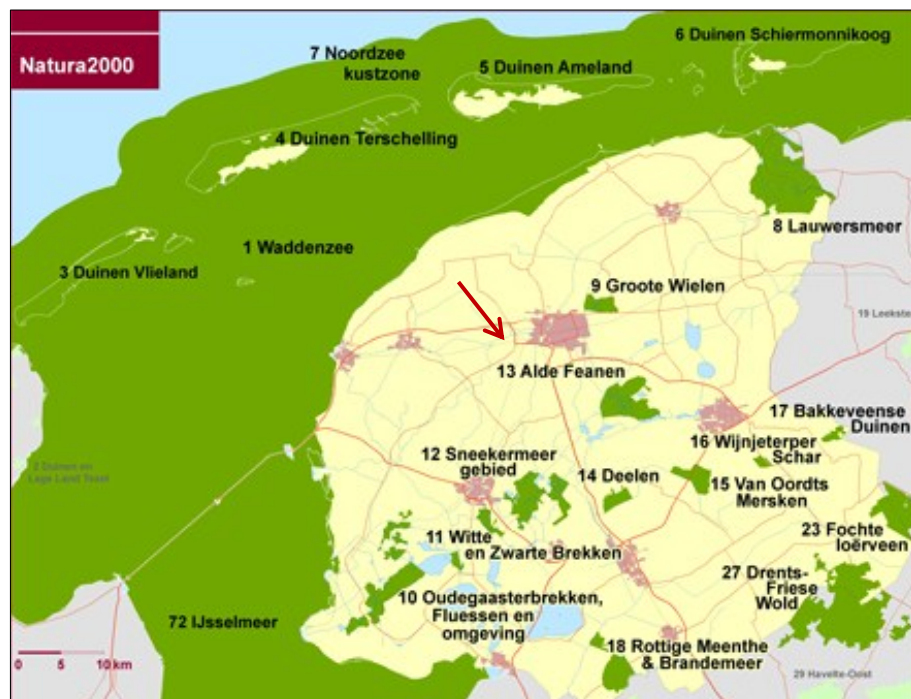 Natura2000
6 Duinen Schiermonnikoog
7 Noordzee
kustzone
5 Duinen Ameland
4 Duinen Terschelling
8 Lauwersmeer
1 Waddenzee
3 Duinen Vlieland
9 Groote Wielen
19 Leekste
13 Alde Feanen
17 Bakkeveense
Duinen
16 Wijnjeterper
Schar
12 Sneekermeer
gebied
2 Duinen en
Lage Land Texel
14 Deelen
15 Van Oordts
Mersken
23 Fochte
loërveen
11 Witte
en Zwarte Brekken
27 Drents-
Friese
Wold
10 Oudegaasterbrekken,
Fluessen en
omgeving
72 IJsselmeer
18 Rottige Meenthe
& Brandemeer
0 5 10 km
29 Havelte-Oost